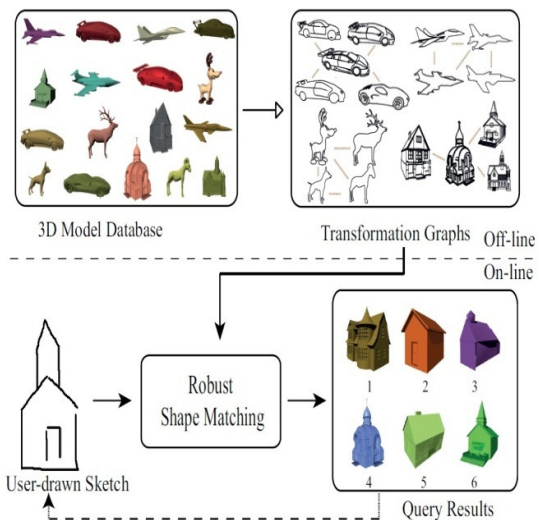 3D Model Database
Transformation Graphs
Off-line
On-line
Robust
Shape Matching
1 2 3
4 5 6
User-drawn Sketch
Query Results